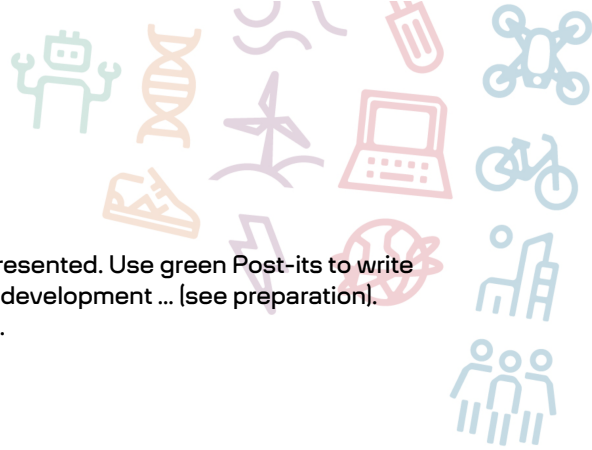 resented. Use green Post-its to write
development ... (see preparation).
.